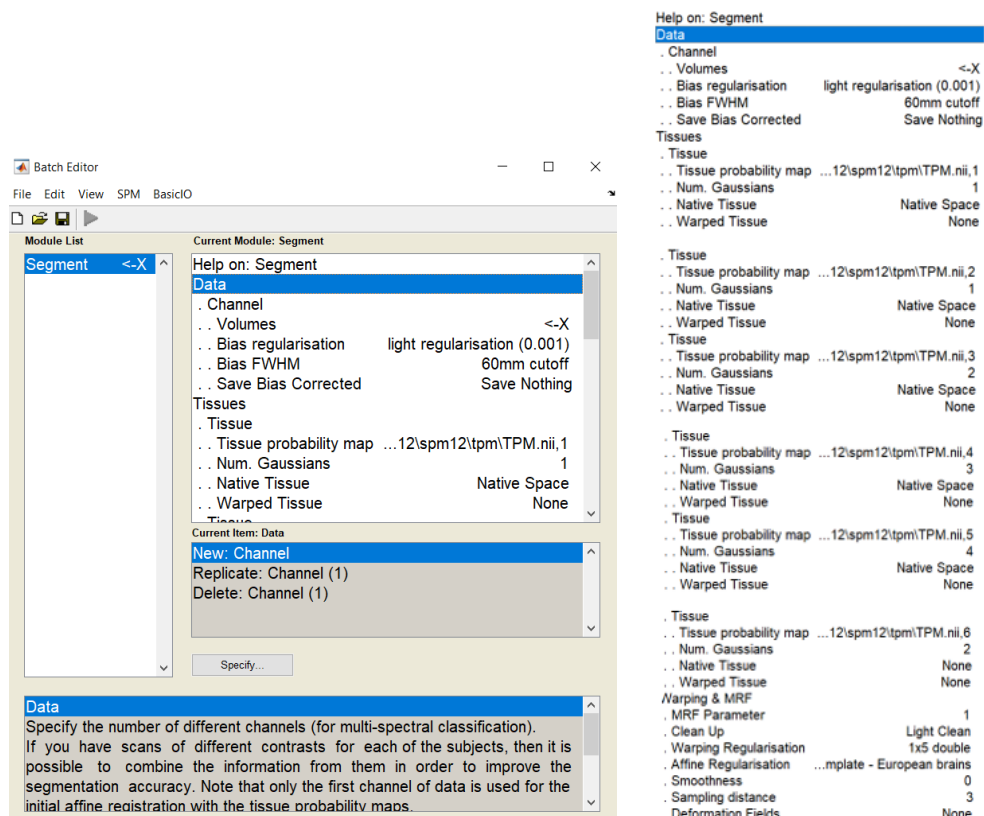 Batch Editor
File Edit View SPM BasicIO
Module List
Segment <-X
Current Module: Segment
Help on: Segment
Data
. Channel
. . Volumes <-X
. . Bias regularisation light regularisation (0.001)
. . Bias FWHM 60mm cutoff
. . Save Bias Corrected Save Nothing
Tissues
. Tissue
. . Tissue probability map ...12\spm12\tpm\TPM.nii,1
. . Num. Gaussians 1
. . Native Tissue Native Space
. . Warped Tissue None
. Tissue
Current Item: Data
New: Channel
Replicate: Channel (1)
Delete: Channel (1)
Specify...
Data
Specify the number of different channels (for multi-spectral classification).
If you have scans of different contrasts for each of the subjects, then it is
possible to combine the information from them in order to improve the
segmentation accuracy. Note that only the first channel of data is used for the
initial affine registration with the tissue probability maps.
Help on: Segment
Data
. Channel
. . Volumes <-X
. . Bias regularisation light regularisation (0.001)
. . Bias FWHM 60mm cutoff
. . Save Bias Corrected Save Nothing
Tissues
. Tissue
. . Tissue probability map ...12\spm12\tpm\TPM.nii,1
. . Num. Gaussians 1
. . Native Tissue Native Space
. . Warped Tissue None
. Tissue
. . Tissue probability map ...12\spm12\tpm\TPM.nii,2
. . Num. Gaussians 1
. . Native Tissue Native Space
. . Warped Tissue None
. Tissue
. . Tissue probability map ...12\spm12\tpm\TPM.nii,3
. . Num. Gaussians 2
. . Native Tissue Native Space
. . Warped Tissue None
. Tissue
. . Tissue probability map ...12\spm12\tpm\TPM.nii,4
. . Num. Gaussians 3
. . Native Tissue Native Space
. . Warped Tissue None
. Tissue
. . Tissue probability map ...12\spm12\tpm\TPM.nii,5
. . Num. Gaussians 4
. . Native Tissue Native Space
. . Warped Tissue None
. Tissue
. . Tissue probability map ...12\spm12\tpm\TPM.nii,6
. . Num. Gaussians 2
. . Native Tissue None
. . Warped Tissue None
Warping & MRF
. MRF Parameter 1
. Clean Up Light Clean
. Warping Regularisation 1x5 double
. Affine Regularisation ...mplate - European brains
. Smoothness 0
. Sampling distance 3
. Deformation Fields None